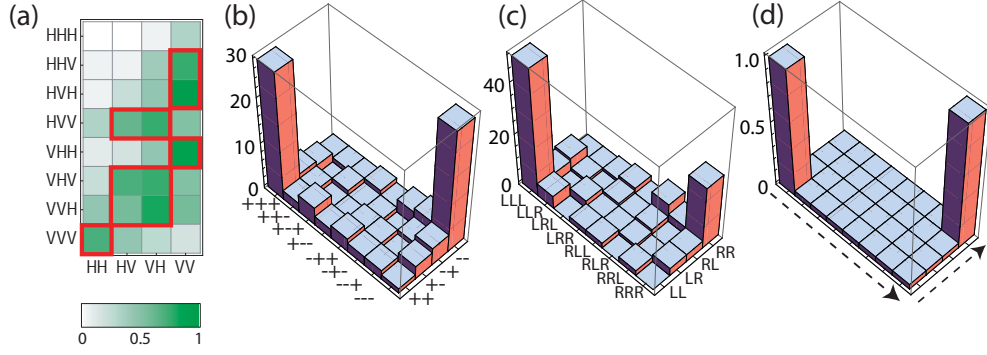 (a)
HHH
HHV
HVH
HVV
VHH
VHV
VVH
VVV
HH HV VH VV
0 0.5 1
(b)
30
20
10
0
+++
++-
+-+
+--
-++
-+-
--+
---
++
+-
-+
--
(c)
40
20
0
LLL
LLR
LRL
LRR
RLL
RLR
RRL
RRR
LL
LR
RL
RR
(d)
1.0
0.5
0